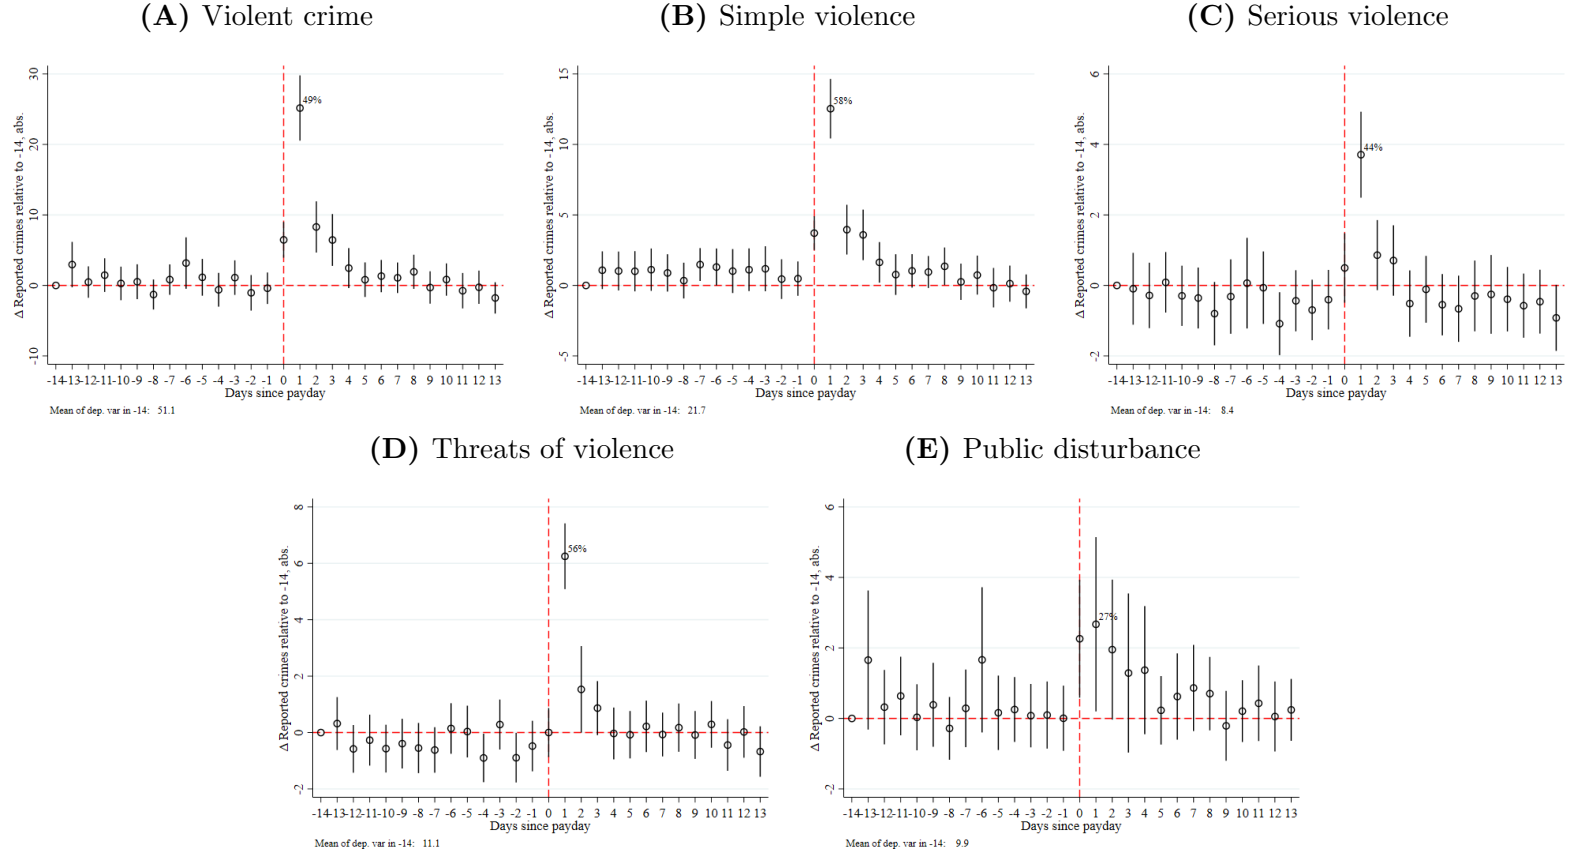 (A) Violent crime
Δ Reported crimes relative to -14, abs.
30
20
10
0
-10
49%
-14 -13 -12 -11 -10 -9 -8 -7 -6 -5 -4 -3 -2 -1 0 1 2 3 4 5 6 7 8 9 10 11 12 13
Days since payday
Mean of dep. var in -14: 51.1
(B) Simple violence
Δ Reported crimes relative to -14, abs.
15
10
5
0
-5
58%
-14 -13 -12 -11 -10 -9 -8 -7 -6 -5 -4 -3 -2 -1 0 1 2 3 4 5 6 7 8 9 10 11 12 13
Days since payday
Mean of dep. var in -14: 21.7
(C) Serious violence
Δ Reported crimes relative to -14, abs.
6
4
2
0
-2
44%
-14 -13 -12 -11 -10 -9 -8 -7 -6 -5 -4 -3 -2 -1 0 1 2 3 4 5 6 7 8 9 10 11 12 13
Days since payday
Mean of dep. var in -14: 8.4
(D) Threats of violence
Δ Reported crimes relative to -14, abs.
8
6
4
2
0
-2
56%
-14 -13 -12 -11 -10 -9 -8 -7 -6 -5 -4 -3 -2 -1 0 1 2 3 4 5 6 7 8 9 10 11 12 13
Days since payday
Mean of dep. var in -14: 11.1
(E) Public disturbance
Δ Reported crimes relative to -14, abs.
6
4
2
0
-2
27%
-14 -13 -12 -11 -10 -9 -8 -7 -6 -5 -4 -3 -2 -1 0 1 2 3 4 5 6 7 8 9 10 11 12 13
Days since payday
Mean of dep. var in -14: 9.9